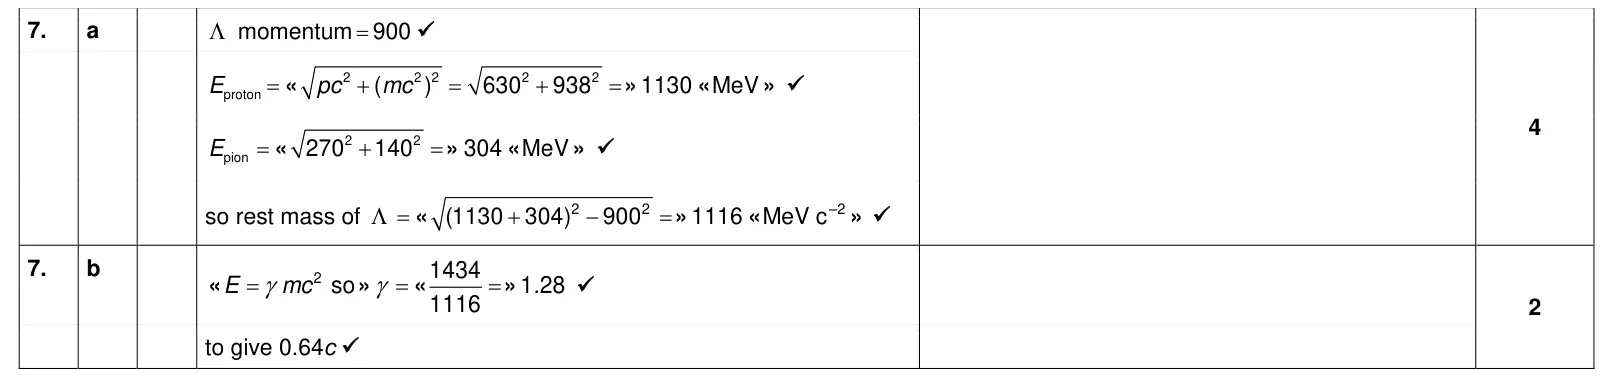 7. a Λ momentum = 900 ✓
E_proton = «√(pc² + (mc²)²) = √(630² + 938²) =» 1130 «MeV» ✓
E_pion = «√(270² + 140²) =» 304 «MeV» ✓
4
so rest mass of Λ = «√((1130 + 304)² − 900²) =» 1116 «MeV c⁻²» ✓
7. b «E = γ mc² so» γ = «1434/1116 =» 1.28 ✓
2
to give 0.64c ✓